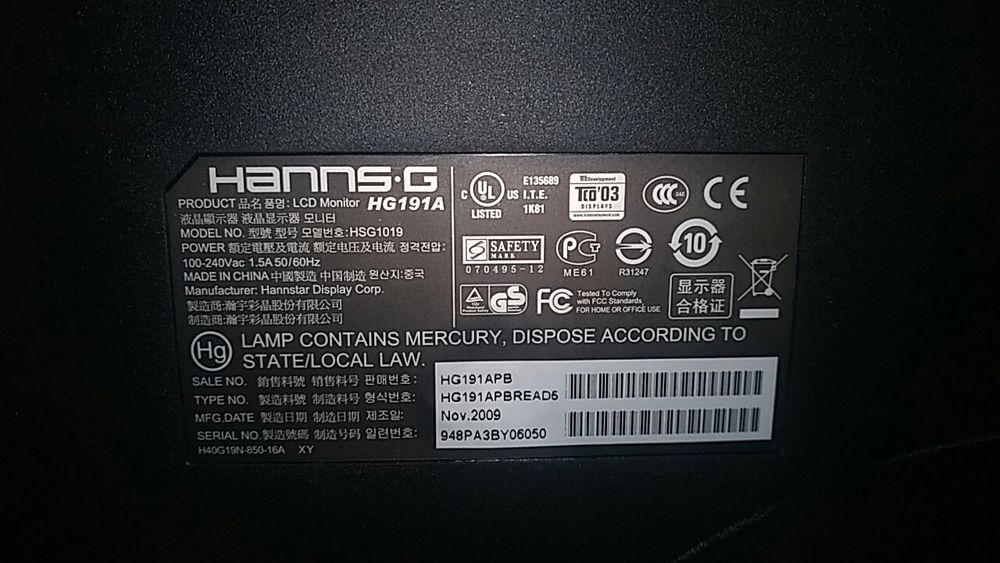 Hanns·G
PRODUCT 品名 품명: LCD Monitor HG191A
液晶顯示器 液晶显示器 모니터
MODEL NO. 型號 型号 모델번호:HSG1019
POWER 額定電壓及電流 额定电压及电流 정격전압:
100-240Vac 1.5A 50/60Hz
MADE IN CHINA 中國製造 中国制造 원산지:중국
Manufacturer: Hannstar Display Corp.
製造商:瀚宇彩晶股份有限公司
制造商:瀚宇彩晶股份有限公司
C UL US
LISTED
E135689
I.T.E.
1K81
TCO Development
TCO'03
DISPLAYS
www.tcodevelopment.com
CCC S&E
CE
S SAFETY
MARK
070495-12
PCT
ME61
R31247
10
TÜV
GS
FC Tested To Comply
with FCC Standards
FOR HOME OR OFFICE USE
显示器
合格证
Hg LAMP CONTAINS MERCURY, DISPOSE ACCORDING TO
STATE/LOCAL LAW.
SALE NO. 銷售料號 销售料号 판매번호: HG191APB
TYPE NO. 製造料號 制造料号 형식번호: HG191APBREAD5
MFG.DATE 製造日期 制造日期 제조일: Nov.2009
SERIAL NO.製造號碼 制造号码 일련번호: 948PA3BY06050
H40G19N-850-16A XY